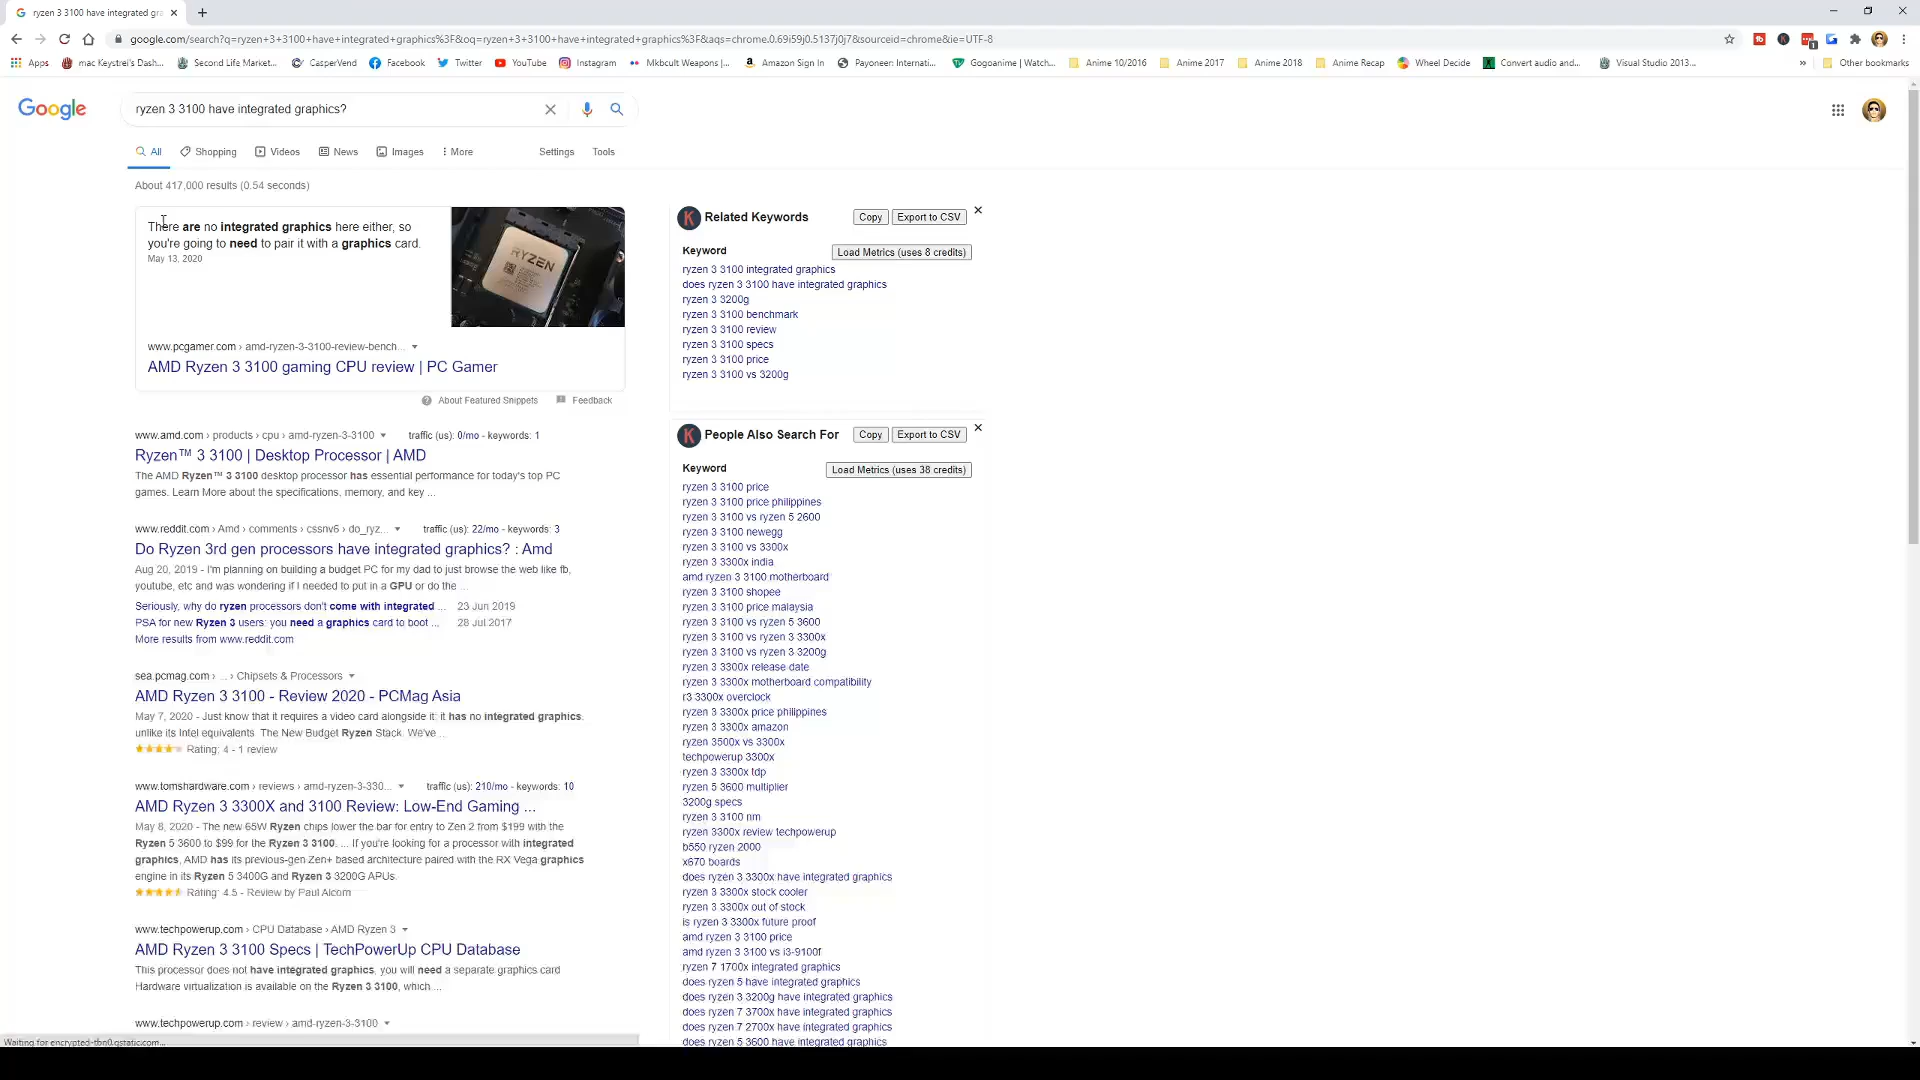 ryzen 3 3100 have integrated gra
google.com/search?q=ryzen+3+3100+have+integrated+graphics%3F&oq=ryzen+3+3100+have+integrated+graphics%3F&aqs=chrome.0.69i59j0.5137j0j7&sourceid=chrome&ie=UTF-8
Apps mac Keystrei's Dash... Second Life Market... CasperVend Facebook Twitter YouTube Instagram Mkbcult Weapons |... Amazon Sign In Payoneer: Internati... Gogoanime | Watch... Anime 10/2016 Anime 2017 Anime 2018 Anime Recap Wheel Decide Convert audio and... Visual Studio 2013... » Other bookmarks
Google
ryzen 3 3100 have integrated graphics?
All Shopping Videos News Images More Settings Tools
About 417,000 results (0.54 seconds)
There are no integrated graphics here either, so
you're going to need to pair it with a graphics card.
May 13, 2020
RYZEN
www.pcgamer.com › amd-ryzen-3-3100-review-bench...
AMD Ryzen 3 3100 gaming CPU review | PC Gamer
About Featured Snippets Feedback
www.amd.com › products › cpu › amd-ryzen-3-3100 traffic (us): 0/mo - keywords: 1
Ryzen™ 3 3100 | Desktop Processor | AMD
The AMD Ryzen™ 3 3100 desktop processor has essential performance for today's top PC
games. Learn More about the specifications, memory, and key ...
www.reddit.com › Amd › comments › cssnv6 › do_ryz... traffic (us): 22/mo - keywords: 3
Do Ryzen 3rd gen processors have integrated graphics? : Amd
Aug 20, 2019 - I'm planning on building a budget PC for my dad to just browse the web like fb,
youtube, etc and was wondering if I needed to put in a GPU or do the ...
Seriously, why do ryzen processors don't come with integrated ... 23 Jun 2019
PSA for new Ryzen 3 users: you need a graphics card to boot ... 28 Jul 2017
More results from www.reddit.com
sea.pcmag.com › ... › Chipsets & Processors
AMD Ryzen 3 3100 - Review 2020 - PCMag Asia
May 7, 2020 - Just know that it requires a video card alongside it: it has no integrated graphics,
unlike its Intel equivalents. The New Budget Ryzen Stack. We've ...
Rating: 4 - 1 review
www.tomshardware.com › reviews › amd-ryzen-3-330... traffic (us): 210/mo - keywords: 10
AMD Ryzen 3 3300X and 3100 Review: Low-End Gaming ...
May 8, 2020 - The new 65W Ryzen chips lower the bar for entry to Zen 2 from $199 with the
Ryzen 5 3600 to $99 for the Ryzen 3 3100. ... If you're looking for a processor with integrated
graphics, AMD has its previous-gen Zen+ based architecture paired with the RX Vega graphics
engine in its Ryzen 5 3400G and Ryzen 3 3200G APUs.
Rating: 4.5 - Review by Paul Alcorn
www.techpowerup.com › CPU Database › AMD Ryzen 3
AMD Ryzen 3 3100 Specs | TechPowerUp CPU Database
This processor does not have integrated graphics, you will need a separate graphics card
Hardware virtualization is available on the Ryzen 3 3100, which ...
www.techpowerup.com › review › amd-ryzen-3-3100
Waiting for encrypted-tbn0.gstatic.com...
K Related Keywords Copy Export to CSV
Keyword Load Metrics (uses 8 credits)
ryzen 3 3100 integrated graphics
does ryzen 3 3100 have integrated graphics
ryzen 3 3200g
ryzen 3 3100 benchmark
ryzen 3 3100 review
ryzen 3 3100 specs
ryzen 3 3100 price
ryzen 3 3100 vs 3200g
K People Also Search For Copy Export to CSV
Keyword Load Metrics (uses 38 credits)
ryzen 3 3100 price
ryzen 3 3100 price philippines
ryzen 3 3100 vs ryzen 5 2600
ryzen 3 3100 newegg
ryzen 3 3100 vs 3300x
ryzen 3 3300x india
amd ryzen 3 3100 motherboard
ryzen 3 3100 shopee
ryzen 3 3100 price malaysia
ryzen 3 3100 vs ryzen 5 3600
ryzen 3 3100 vs ryzen 3 3300x
ryzen 3 3100 vs ryzen 3 3200g
ryzen 3 3300x release date
ryzen 3 3300x motherboard compatibility
r3 3300x overclock
ryzen 3 3300x price philippines
ryzen 3 3300x amazon
ryzen 3500x vs 3300x
techpowerup 3300x
ryzen 3 3300x tdp
ryzen 5 3600 multiplier
3200g specs
ryzen 3 3100 nm
ryzen 3300x review techpowerup
b550 ryzen 2000
x670 boards
does ryzen 3 3300x have integrated graphics
ryzen 3 3300x stock cooler
ryzen 3 3300x out of stock
is ryzen 3 3300x future proof
amd ryzen 3 3100 price
amd ryzen 3 3100 vs i3-9100f
ryzen 7 1700x integrated graphics
does ryzen 5 have integrated graphics
does ryzen 3 3200g have integrated graphics
does ryzen 7 3700x have integrated graphics
does ryzen 7 2700x have integrated graphics
does ryzen 5 3600 have integrated graphics